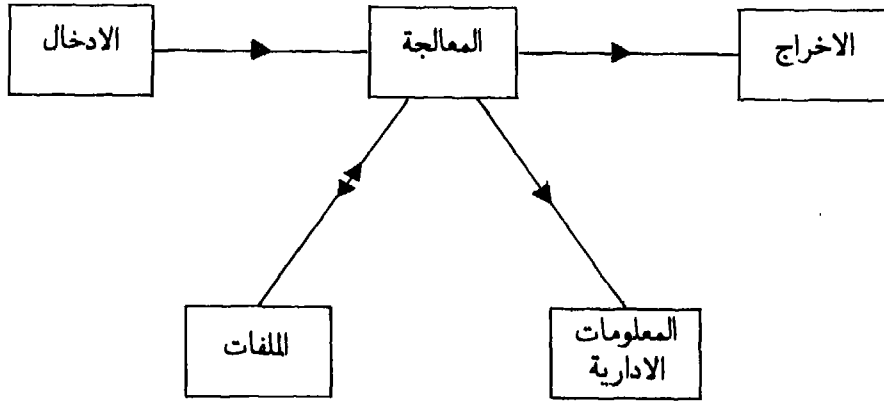 الادخال
المعالجة
الاخراج
الملفات
المعلومات
الادارية